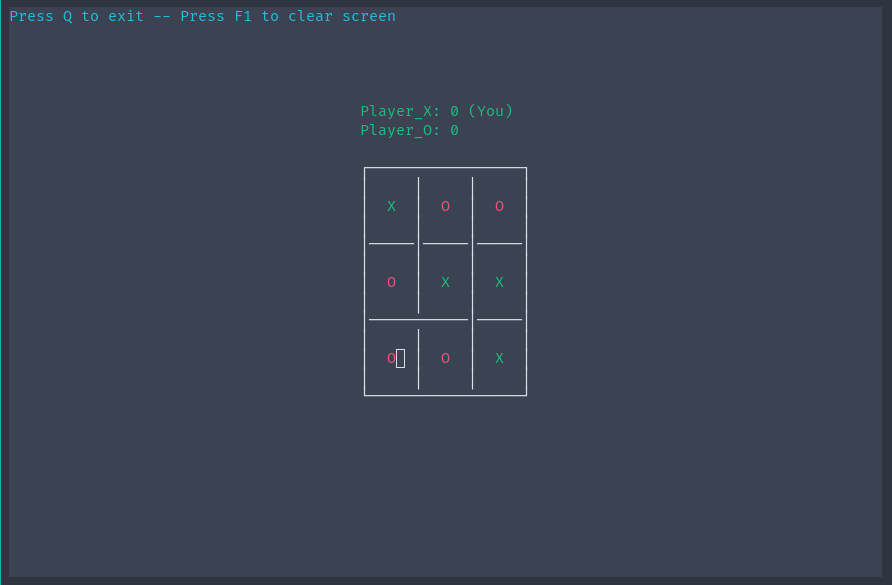 Press Q to exit -- Press F1 to clear screen
Player_X: 0 (You)
Player_O: 0
X O O
O X X
O O X